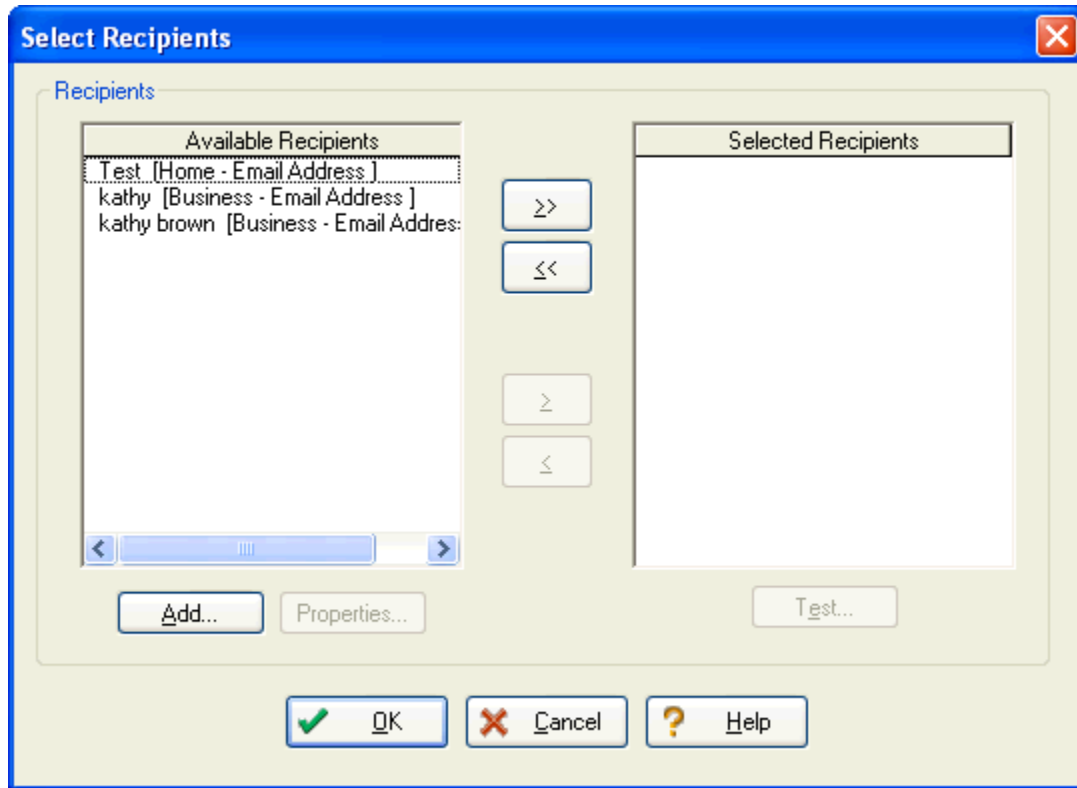 Select Recipients
Recipients
Available Recipients
Test [Home - Email Address ]
kathy [Business - Email Address ]
kathy brown [Business - Email Addres
>>
<<
>
<
Add...
Properties...
Selected Recipients
Test...
OK
Cancel
? Help